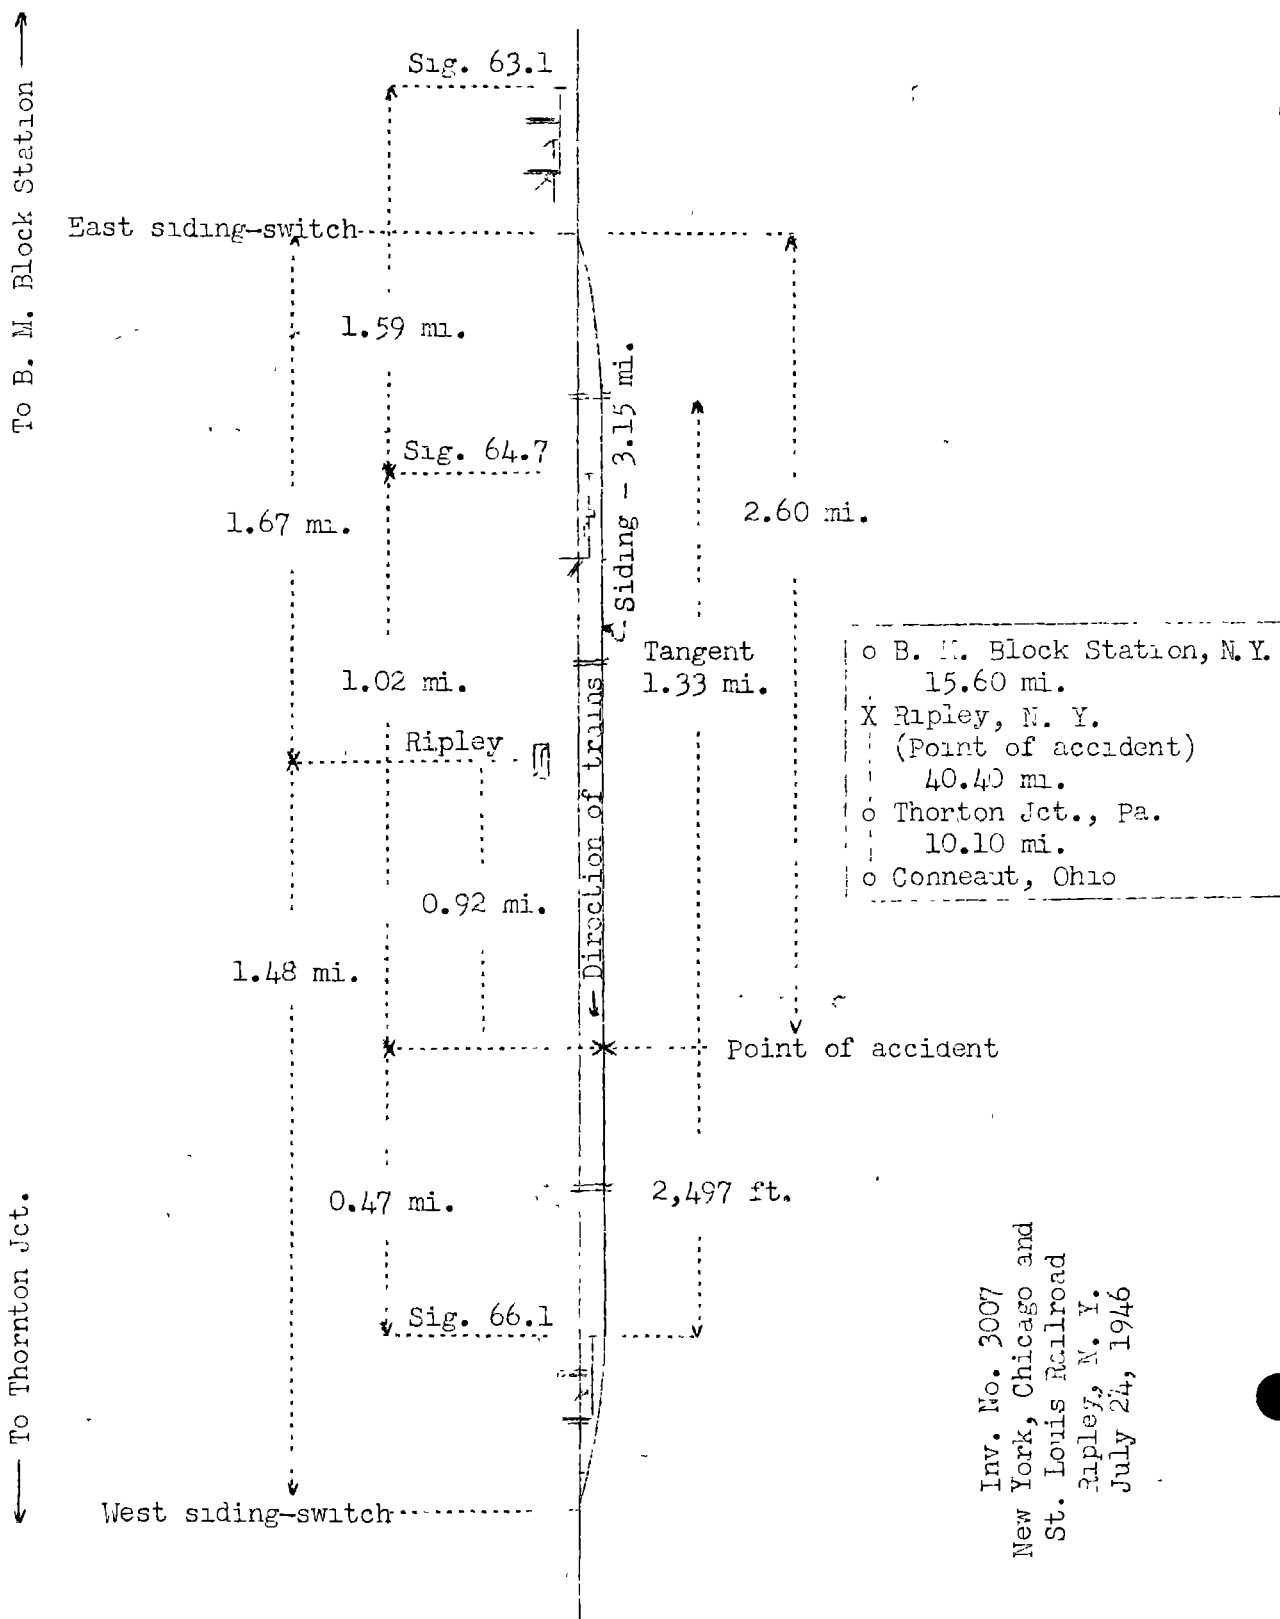 To B. M. Block Station
Sig. 63.1
East siding-switch
1.59 mi.
Sig. 64.7
1.67 mi.
Siding - 3.15 mi.
2.60 mi.
1.02 mi.
Tangent
1.33 mi.
Ripley
Direction of trains
0.92 mi.
1.48 mi.
Point of accident
o B. M. Block Station, N.Y.
15.60 mi.
X Ripley, N. Y.
(Point of accident)
40.40 mi.
o Thorton Jct., Pa.
10.10 mi.
o Conneaut, Ohio
0.47 mi.
2,497 ft.
Sig. 66.1
To Thornton Jct.
West siding-switch
Inv. No. 3007
New York, Chicago and
St. Louis Railroad
Ripley, N. Y.
July 24, 1946